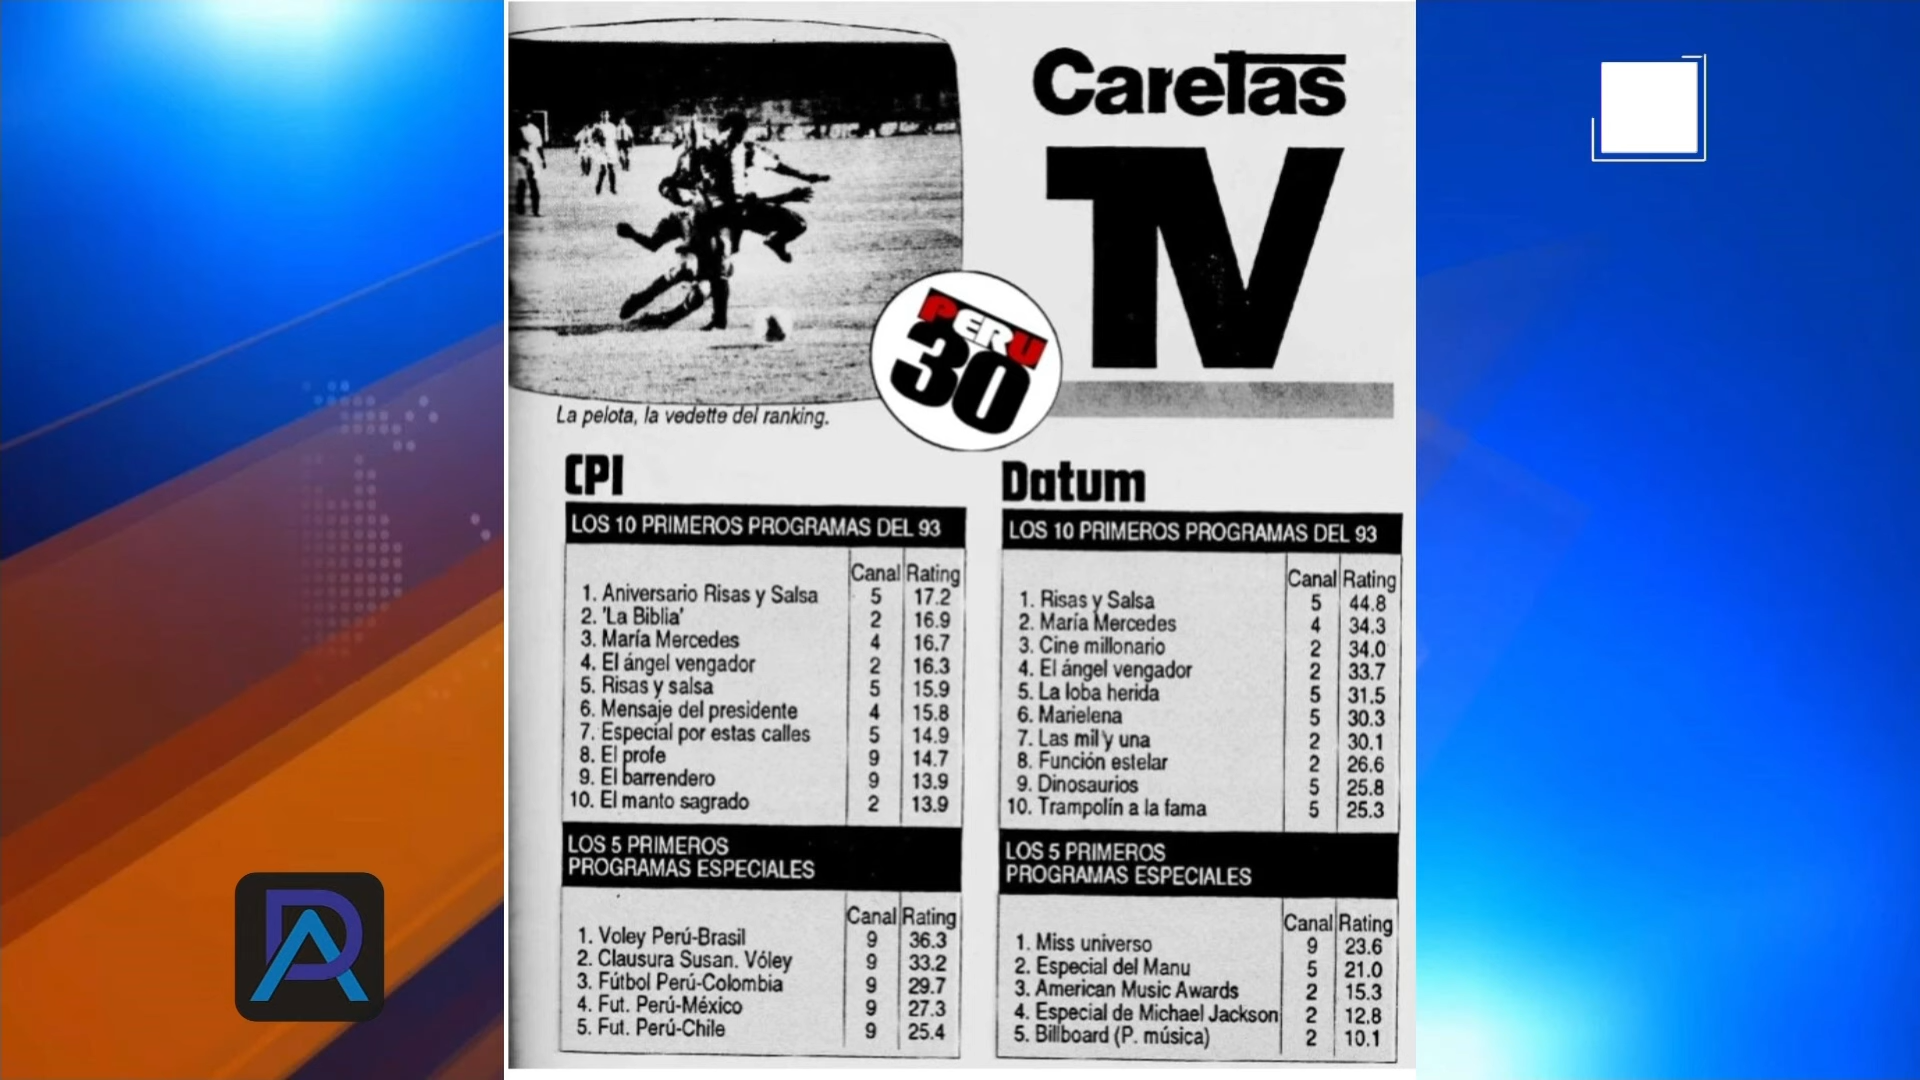 Caretas
TV
PERU
30
La pelota, la vedette del ranking.
CPI
LOS 10 PRIMEROS PROGRAMAS DEL 93
Canal Rating
1. Aniversario Risas y Salsa 5 17.2
2. 'La Biblia' 2 16.9
3. María Mercedes 4 16.7
4. El ángel vengador 2 16.3
5. Risas y salsa 5 15.9
6. Mensaje del presidente 4 15.8
7. Especial por estas calles 5 14.9
8. El profe 9 14.7
9. El barrendero 9 13.9
10. El manto sagrado 2 13.9
LOS 5 PRIMEROS
PROGRAMAS ESPECIALES
Canal Rating
1. Voley Perú-Brasil 9 36.3
2. Clausura Susan. Vóley 9 33.2
3. Fútbol Perú-Colombia 9 29.7
4. Fut. Perú-México 9 27.3
5. Fut. Perú-Chile 9 25.4
Datum
LOS 10 PRIMEROS PROGRAMAS DEL 93
Canal Rating
1. Risas y Salsa 5 44.8
2. María Mercedes 4 34.3
3. Cine millonario 2 34.0
4. El ángel vengador 2 33.7
5. La loba herida 5 31.5
6. Marielena 5 30.3
7. Las mil y una 2 30.1
8. Función estelar 2 26.6
9. Dinosaurios 5 25.8
10. Trampolín a la fama 5 25.3
LOS 5 PRIMEROS
PROGRAMAS ESPECIALES
Canal Rating
1. Miss universo 9 23.6
2. Especial del Manu 5 21.0
3. American Music Awards 2 15.3
4. Especial de Michael Jackson 2 12.8
5. Billboard (P. música) 2 10.1